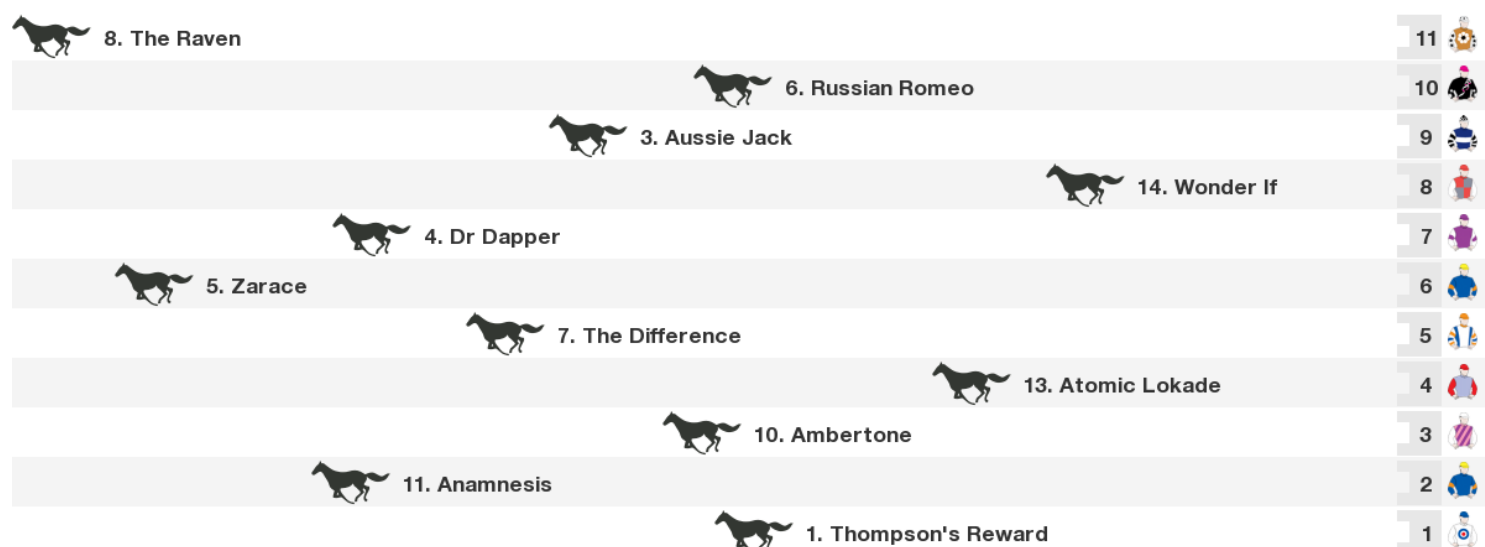 8. The Raven 11
6. Russian Romeo 10
3. Aussie Jack 9
14. Wonder If 8
4. Dr Dapper 7
5. Zarace 6
7. The Difference 5
13. Atomic Lokade 4
10. Ambertone 3
11. Anamnesis 2
1. Thompson's Reward 1